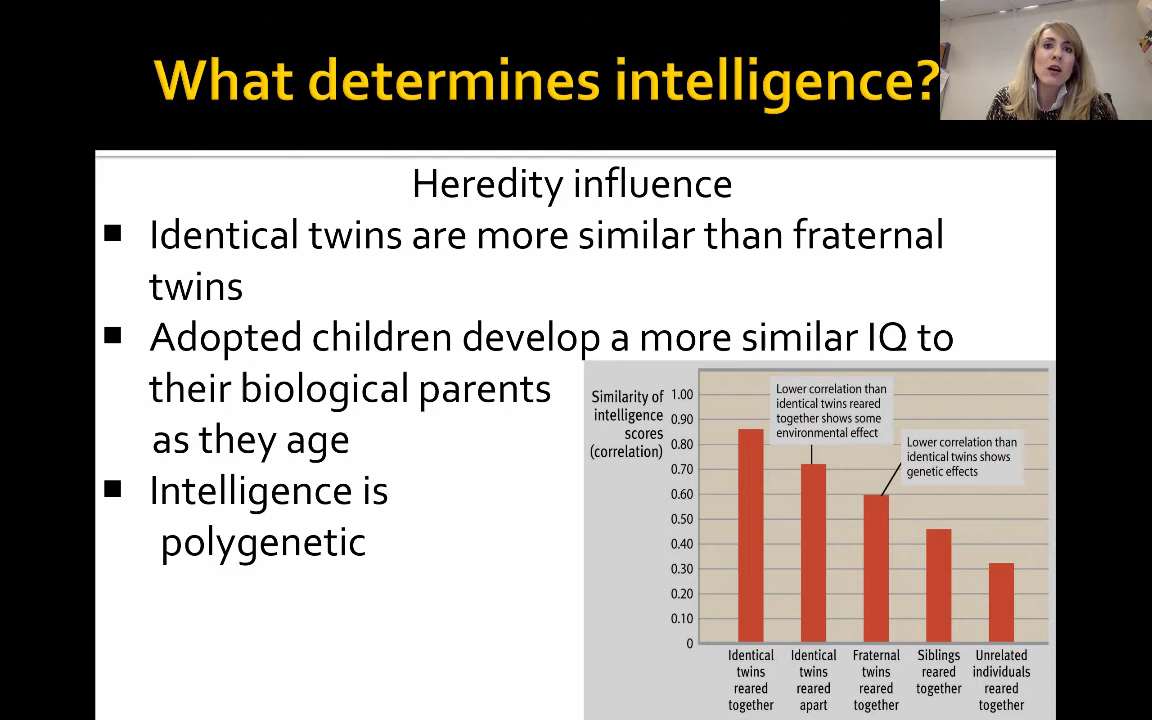 What determines intelligence?
Heredity influence
Identical twins are more similar than fraternal
twins
Adopted children develop a more similar IQ to
their biological parents
as they age
Intelligence is
polygenetic
Similarity of
intelligence
scores
(correlation)
1.00
0.90
0.80
0.70
0.60
0.50
0.40
0.30
0.20
0.10
0
Lower correlation than
identical twins reared
together shows some
environmental effect
Lower correlation than
identical twins shows
genetic effects
Identical
twins
reared
together
Identical
twins
reared
apart
Fraternal
twins
reared
together
Siblings
reared
together
Unrelated
individuals
reared
together